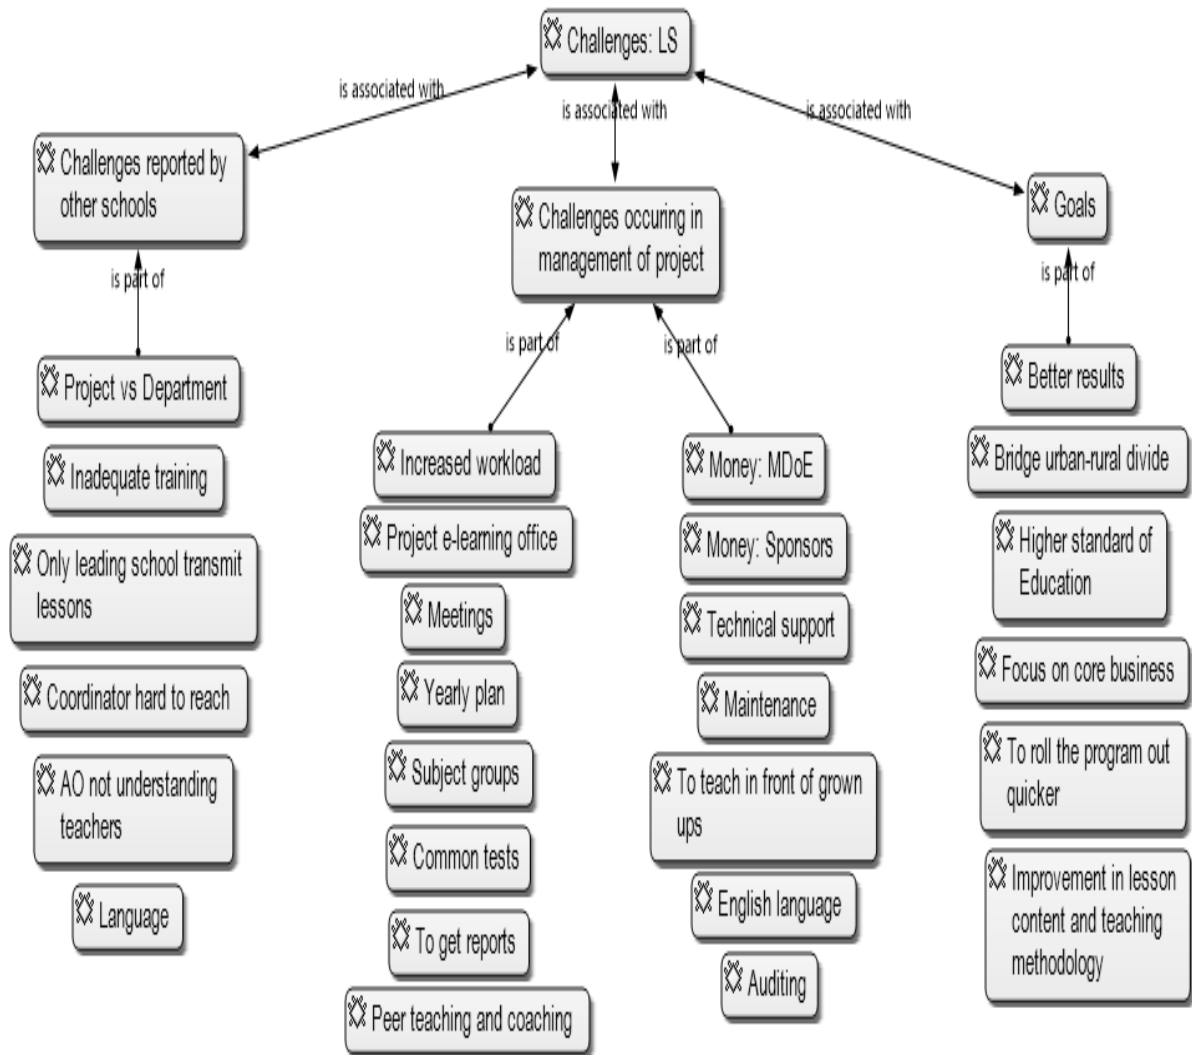 Challenges: LS
is associated with
is associated with
is associated with
Challenges reported by
other schools
Challenges occuring in
management of project
Goals
is part of
is part of
is part of
is part of
Project vs Department
Inadequate training
Only leading school transmit
lessons
Coordinator hard to reach
AO not understanding
teachers
Language
Increased workload
Project e-learning office
Meetings
Yearly plan
Subject groups
Common tests
To get reports
Peer teaching and coaching
Money: MDoE
Money: Sponsors
Technical support
Maintenance
To teach in front of grown
ups
English language
Auditing
Better results
Bridge urban-rural divide
Higher standard of
Education
Focus on core business
To roll the program out
quicker
Improvement in lesson
content and teaching
methodology